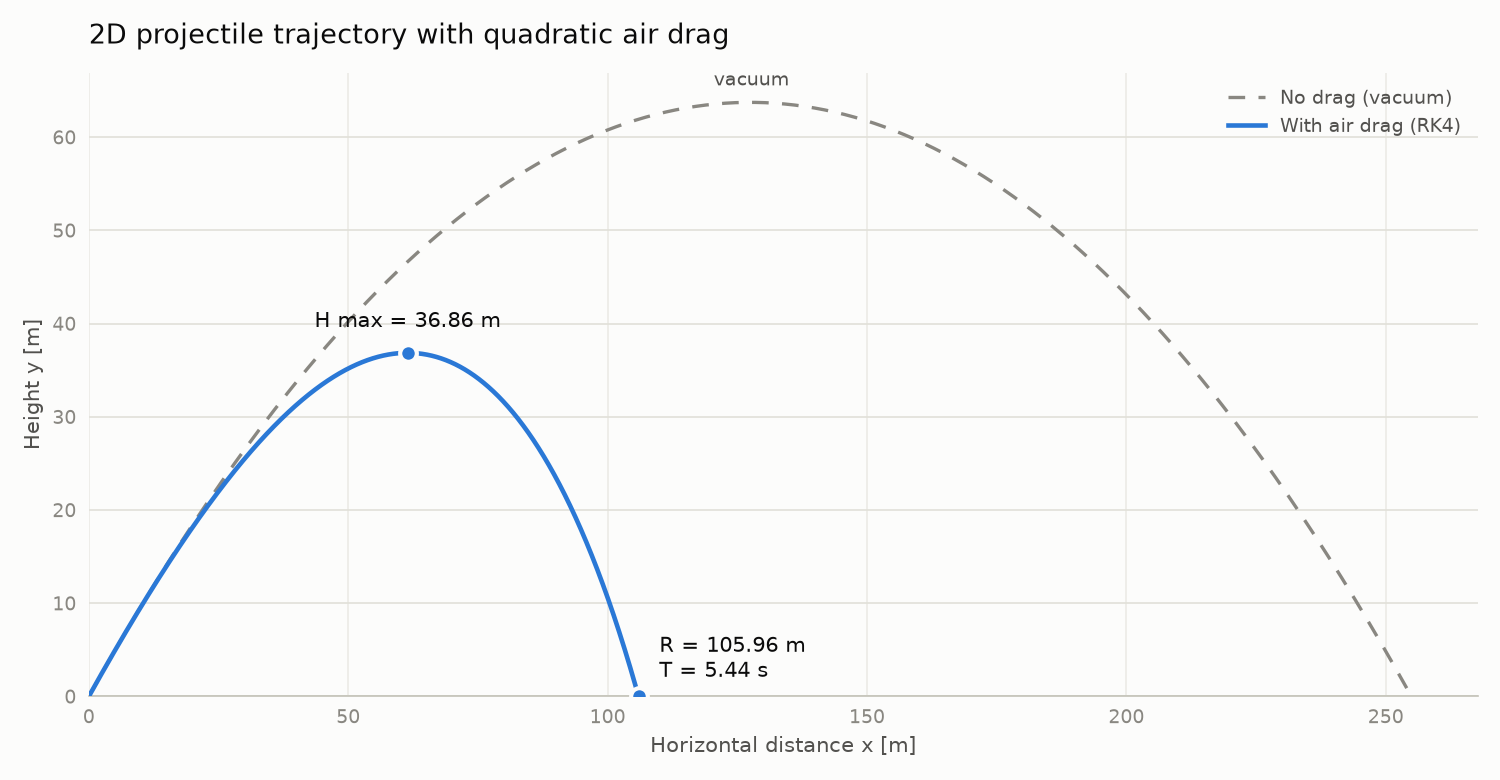 2D projectile trajectory with quadratic air drag
vacuum
No drag (vacuum)
With air drag (RK4)
60
50
40
30
20
10
0
Height y [m]
H max = 36.86 m
R = 105.96 m
T = 5.44 s
0
50
100
150
200
250
Horizontal distance x [m]